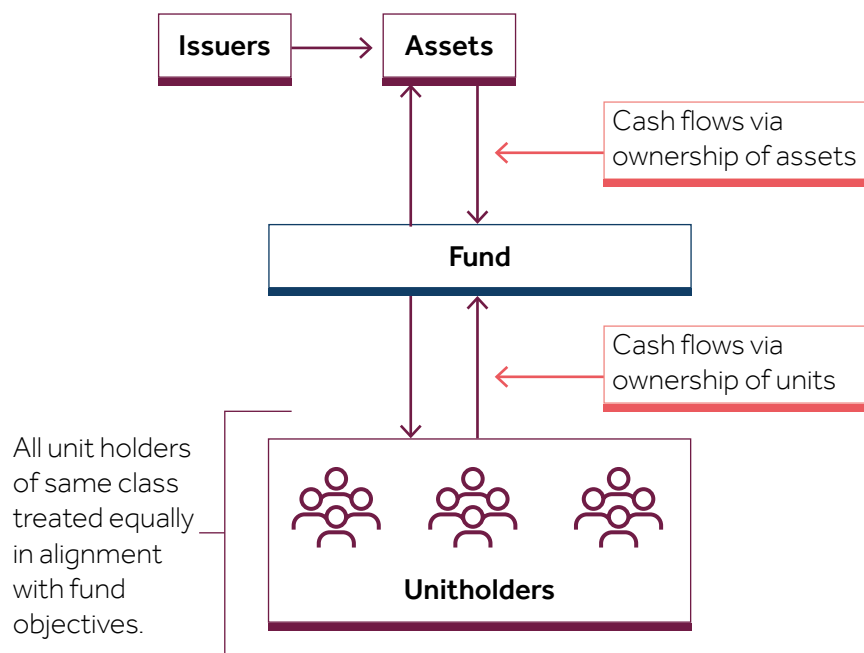 Issuers
Assets
Cash flows via
ownership of assets
Fund
Cash flows via
ownership of units
All unit holders
of same class
treated equally
in alignment
with fund
objectives.
Unitholders